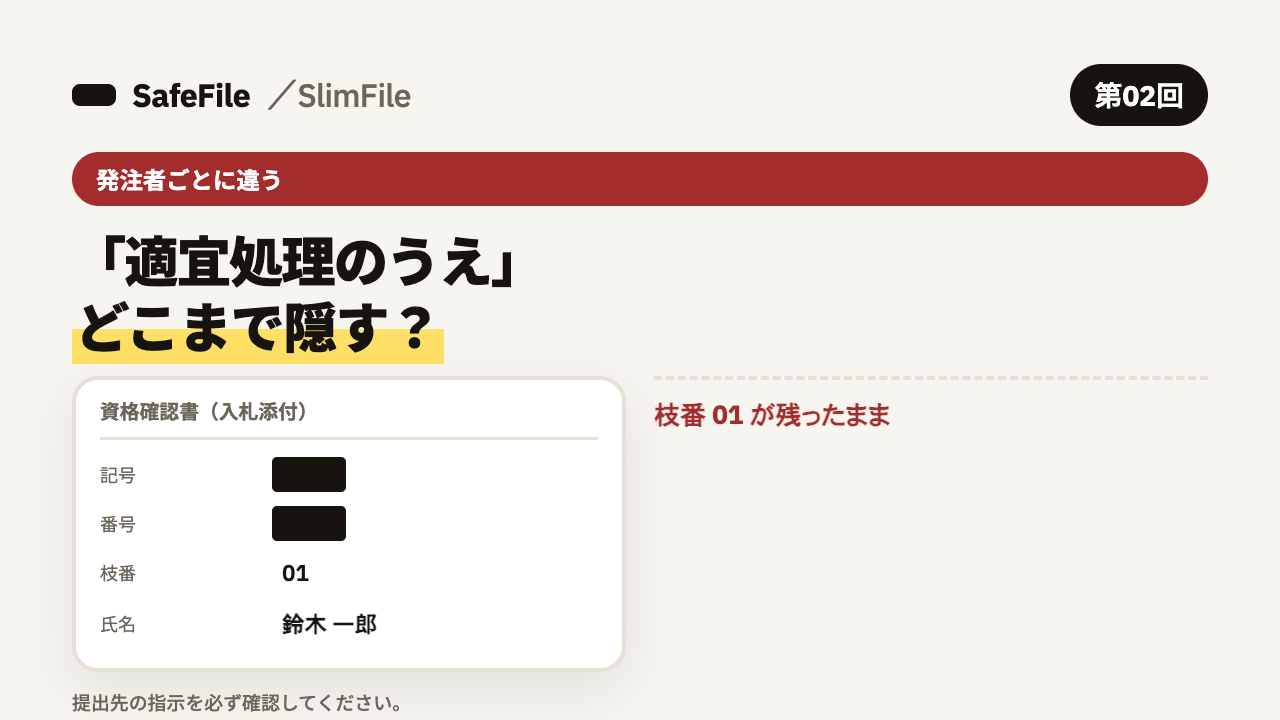 SafeFile ／SlimFile
第02回
発注者ごとに違う
「適宜処理のうえ」
どこまで隠す？
資格確認書（入札添付）
記号
番号
枝番 01
氏名 鈴木 一郎
枝番 01 が残ったまま
提出先の指示を必ず確認してください。